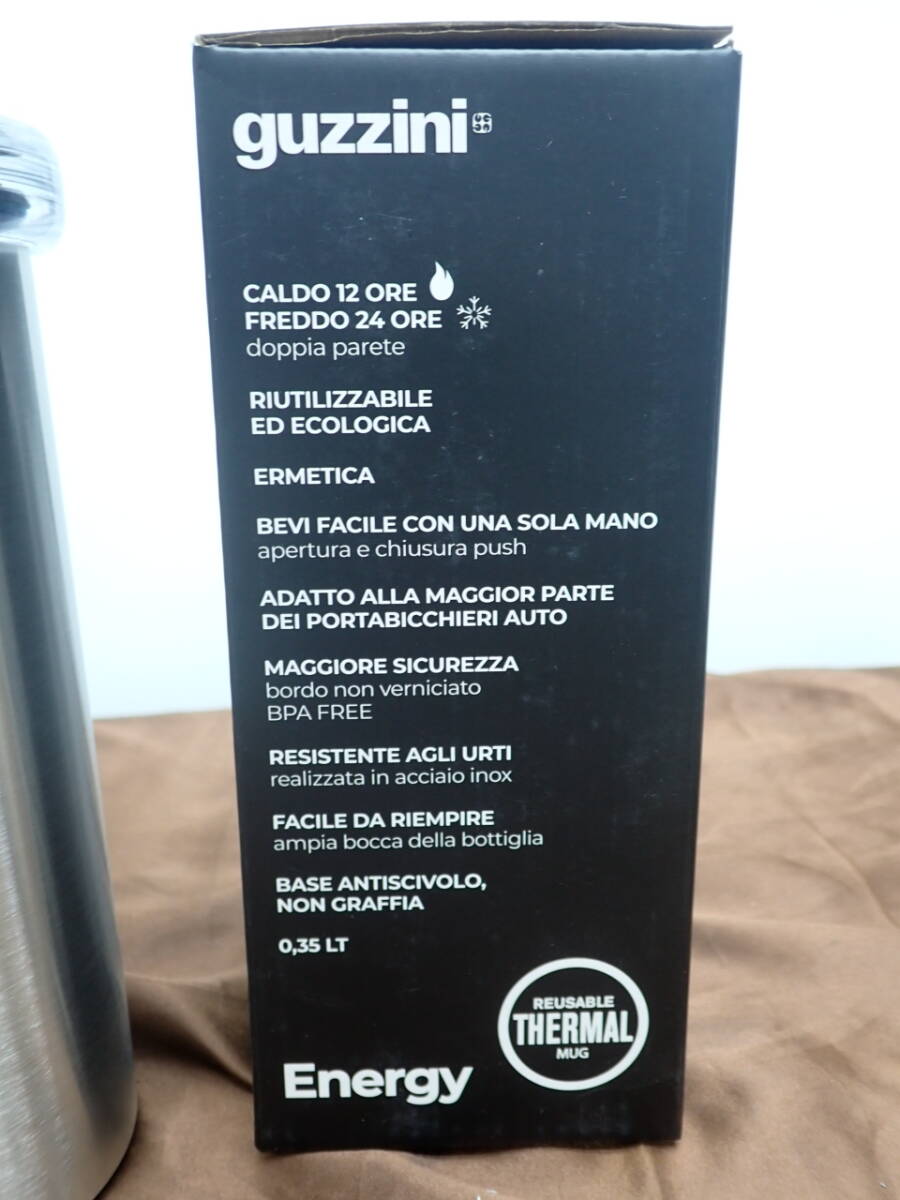 guzzini
CALDO 12 ORE
FREDDO 24 ORE
doppia parete
RIUTILIZZABILE
ED ECOLOGICA
ERMETICA
BEVI FACILE CON UNA SOLA MANO
apertura e chiusura push
ADATTO ALLA MAGGIOR PARTE
DEI PORTABICCHIERI AUTO
MAGGIORE SICUREZZA
bordo non verniciato
BPA FREE
RESISTENTE AGLI URTI
realizzata in acciaio inox
FACILE DA RIEMPIRE
ampia bocca della bottiglia
BASE ANTISCIVOLO,
NON GRAFFIA
0,35 LT
REUSABLE
THERMAL
MUG
Energy